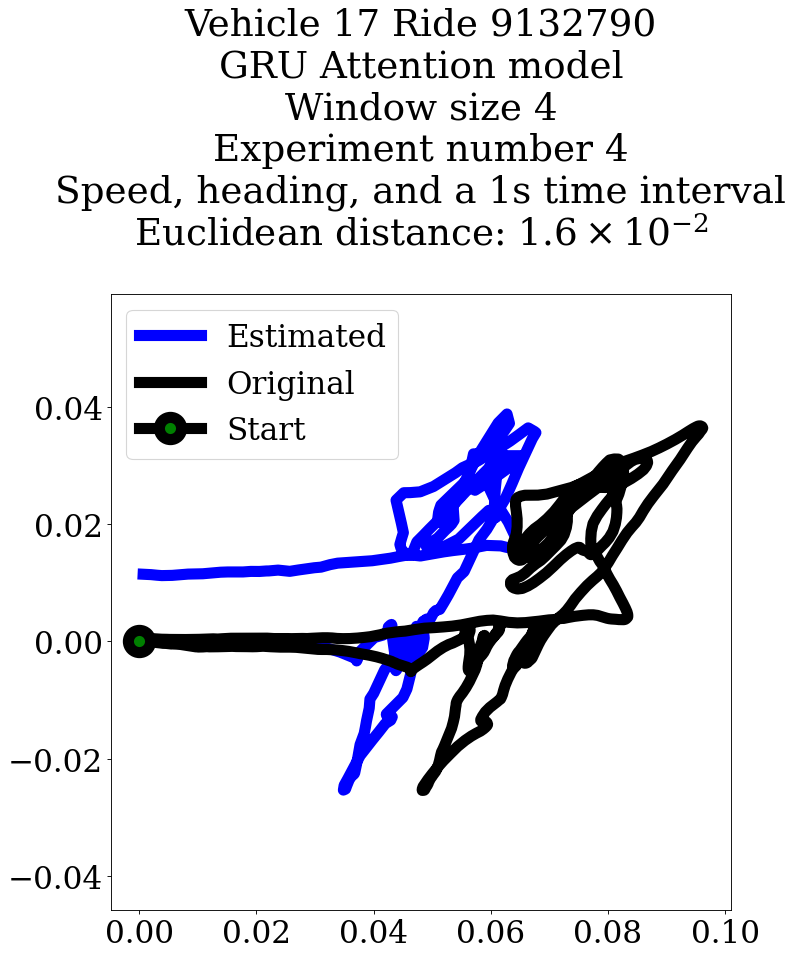 Vehicle 17 Ride 9132790
GRU Attention model
Window size 4
Experiment number 4
Speed, heading, and a 1s time interval
Euclidean distance: 1.6 × 10⁻²
Estimated
Original
Start
0.04
0.02
0.00
−0.02
−0.04
0.00 0.02 0.04 0.06 0.08 0.10